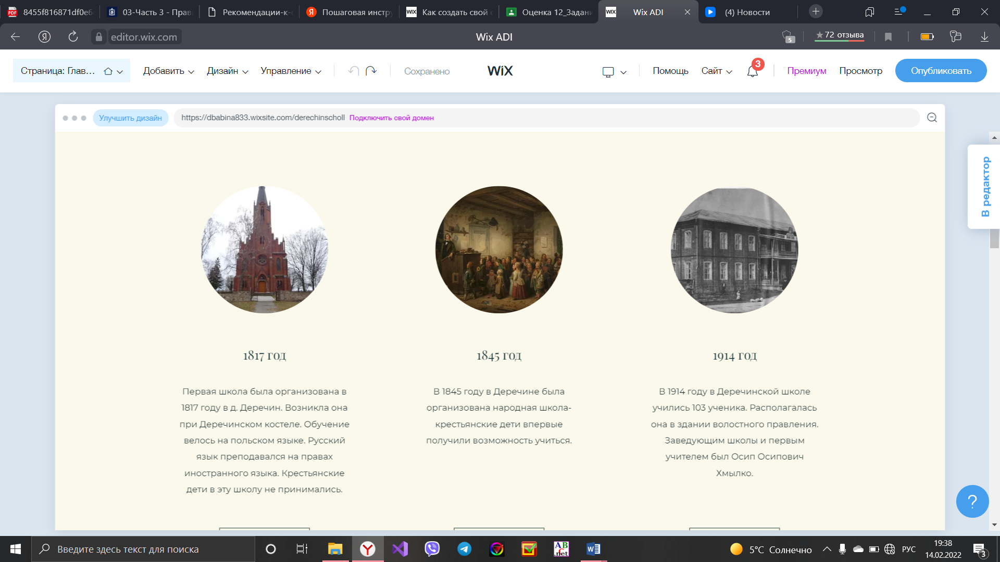 8455f816871df0e6
03-Часть 3 - Прав
Рекомендации-к-
Пошаговая инстру
Как создать свой
Оценка 12_Задани
Wix ADI
(4) Новости
editor.wix.com
Wix ADI
5
72 отзыва
Страница: Глав...
Добавить
Дизайн
Управление
Сохранено
WiX
Помощь
Сайт
3
Премиум
Просмотр
Опубликовать
Улучшить дизайн
https://dbabina833.wixsite.com/derechinscholl
Подключить свой домен
В редактор
1817 год
Первая школа была организована в
1817 году в д. Деречин. Возникла она
при Деречинском костеле. Обучение
велось на польском языке. Русский
язык преподавался на правах
иностранного языка. Крестьянские
дети в эту школу не принимались.
1845 год
В 1845 году в Деречине была
организована народная школа-
крестьянские дети впервые
получили возможность учиться.
1914 год
В 1914 году в Деречинской школе
учились 103 ученика. Располагалась
она в здании волостного правления.
Заведующим школы и первым
учителем был Осип Осипович
Хмылко.
?
Введите здесь текст для поиска
5°C Солнечно
РУС
19:38
14.02.2022
3